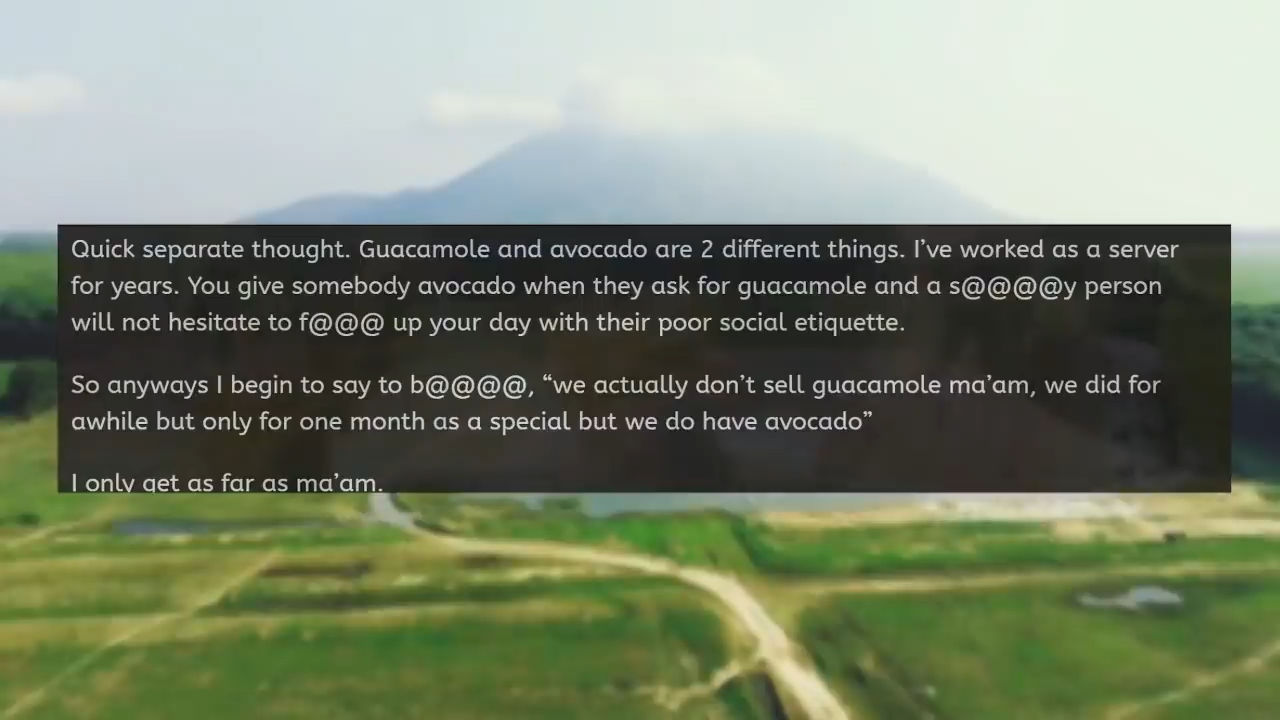 Quick separate thought. Guacamole and avocado are 2 different things. I’ve worked as a server
for years. You give somebody avocado when they ask for guacamole and a s@@@@y person
will not hesitate to f@@@ up your day with their poor social etiquette.
So anyways I begin to say to b@@@@, “we actually don’t sell guacamole ma’am, we did for
awhile but only for one month as a special but we do have avocado”
I only get as far as ma’am.